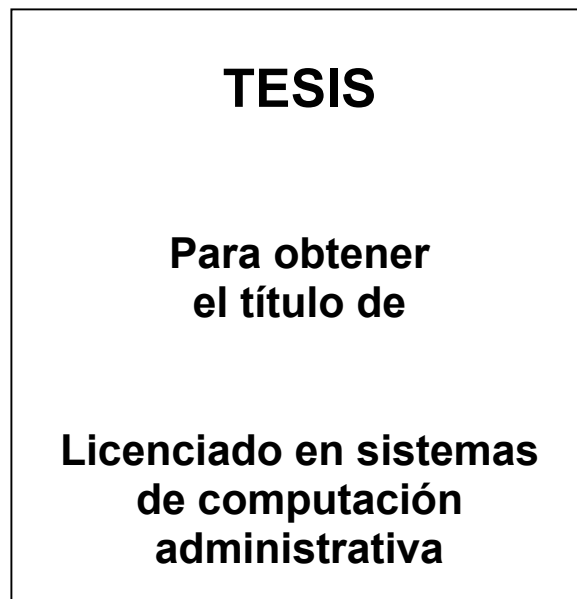 TESIS
Para obtener
el título de
Licenciado en sistemas
de computación
administrativa